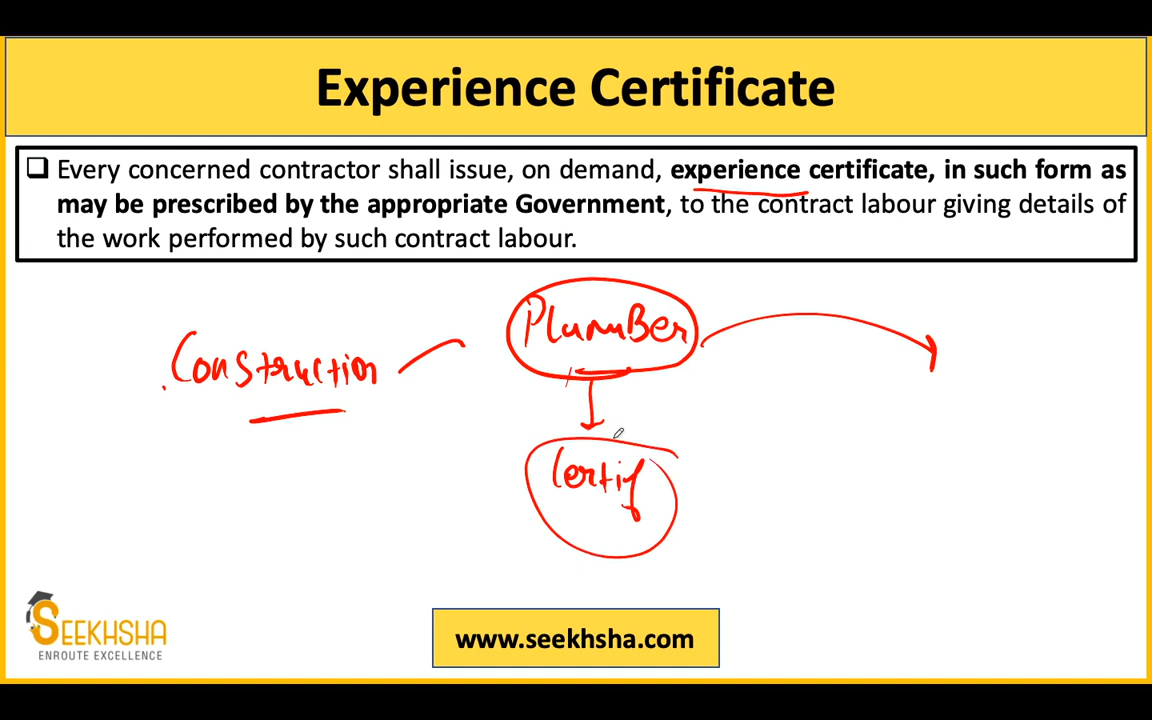 Experience Certificate
Every concerned contractor shall issue, on demand, experience certificate, in such form as
may be prescribed by the appropriate Government, to the contract labour giving details of
the work performed by such contract labour.
PlumBer
Construction
Certif
SEEKHSHA
ENROUTE EXCELLENCE
www.seekhsha.com